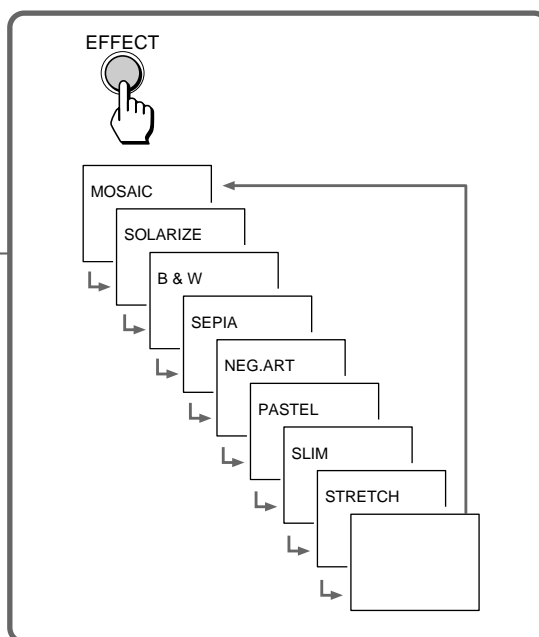 EFFECT
MOSAIC
SOLARIZE
B & W
SEPIA
NEG.ART
PASTEL
SLIM
STRETCH